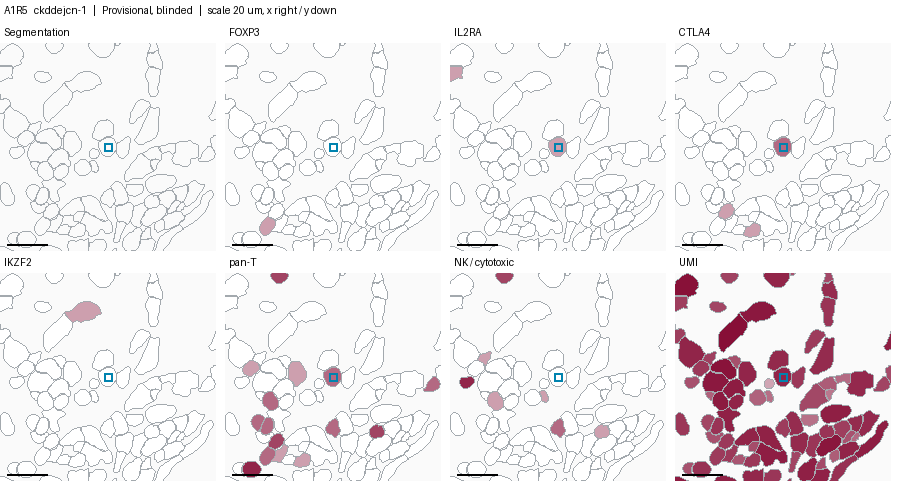 A1R5 ckddejcn-1 | Provisional, blinded | scale 20 um, x right / y down
Segmentation FOXP3 IL2RA CTLA4
IKZF2 pan-T NK / cytotoxic UMI